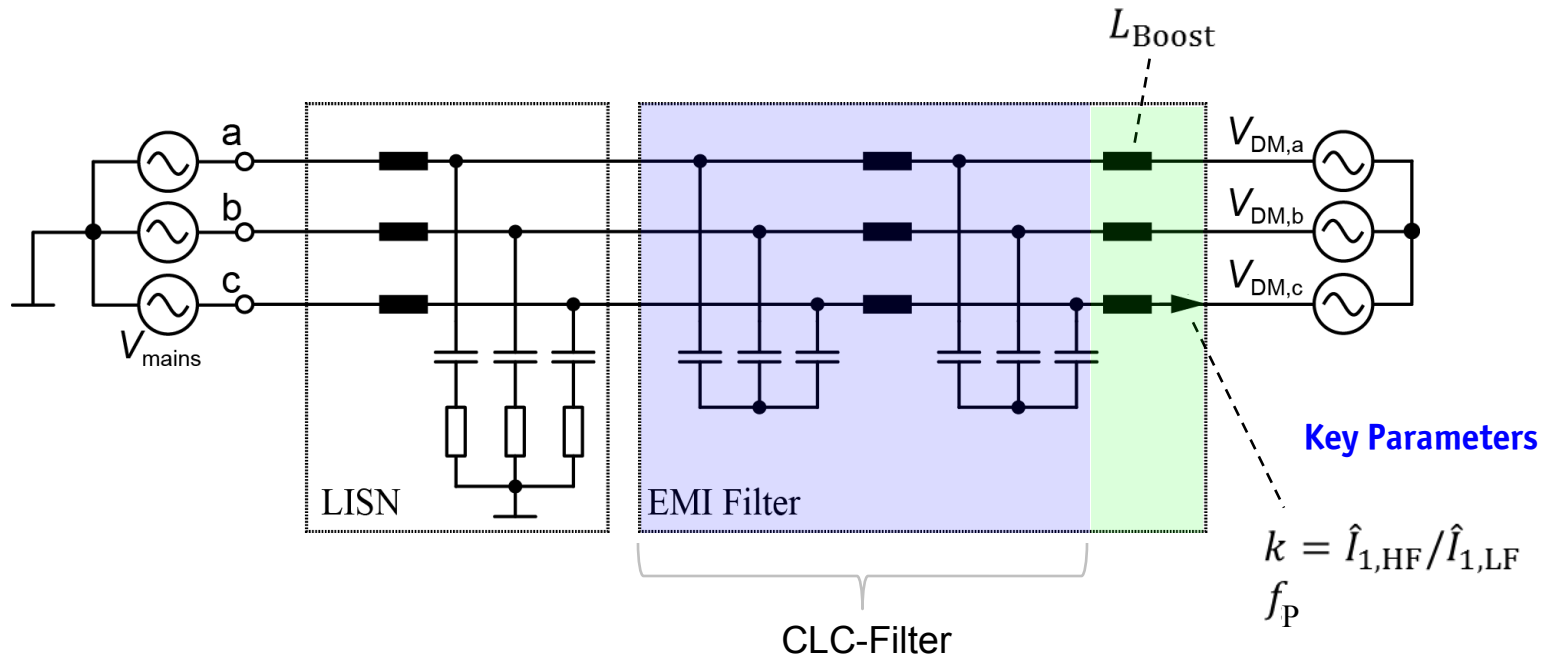 L_Boost
a
V_DM,a
b
V_DM,b
c
V_DM,c
V_mains
Key Parameters
LISN
EMI Filter
k = Î_1,HF/Î_1,LF
f_P
CLC-Filter